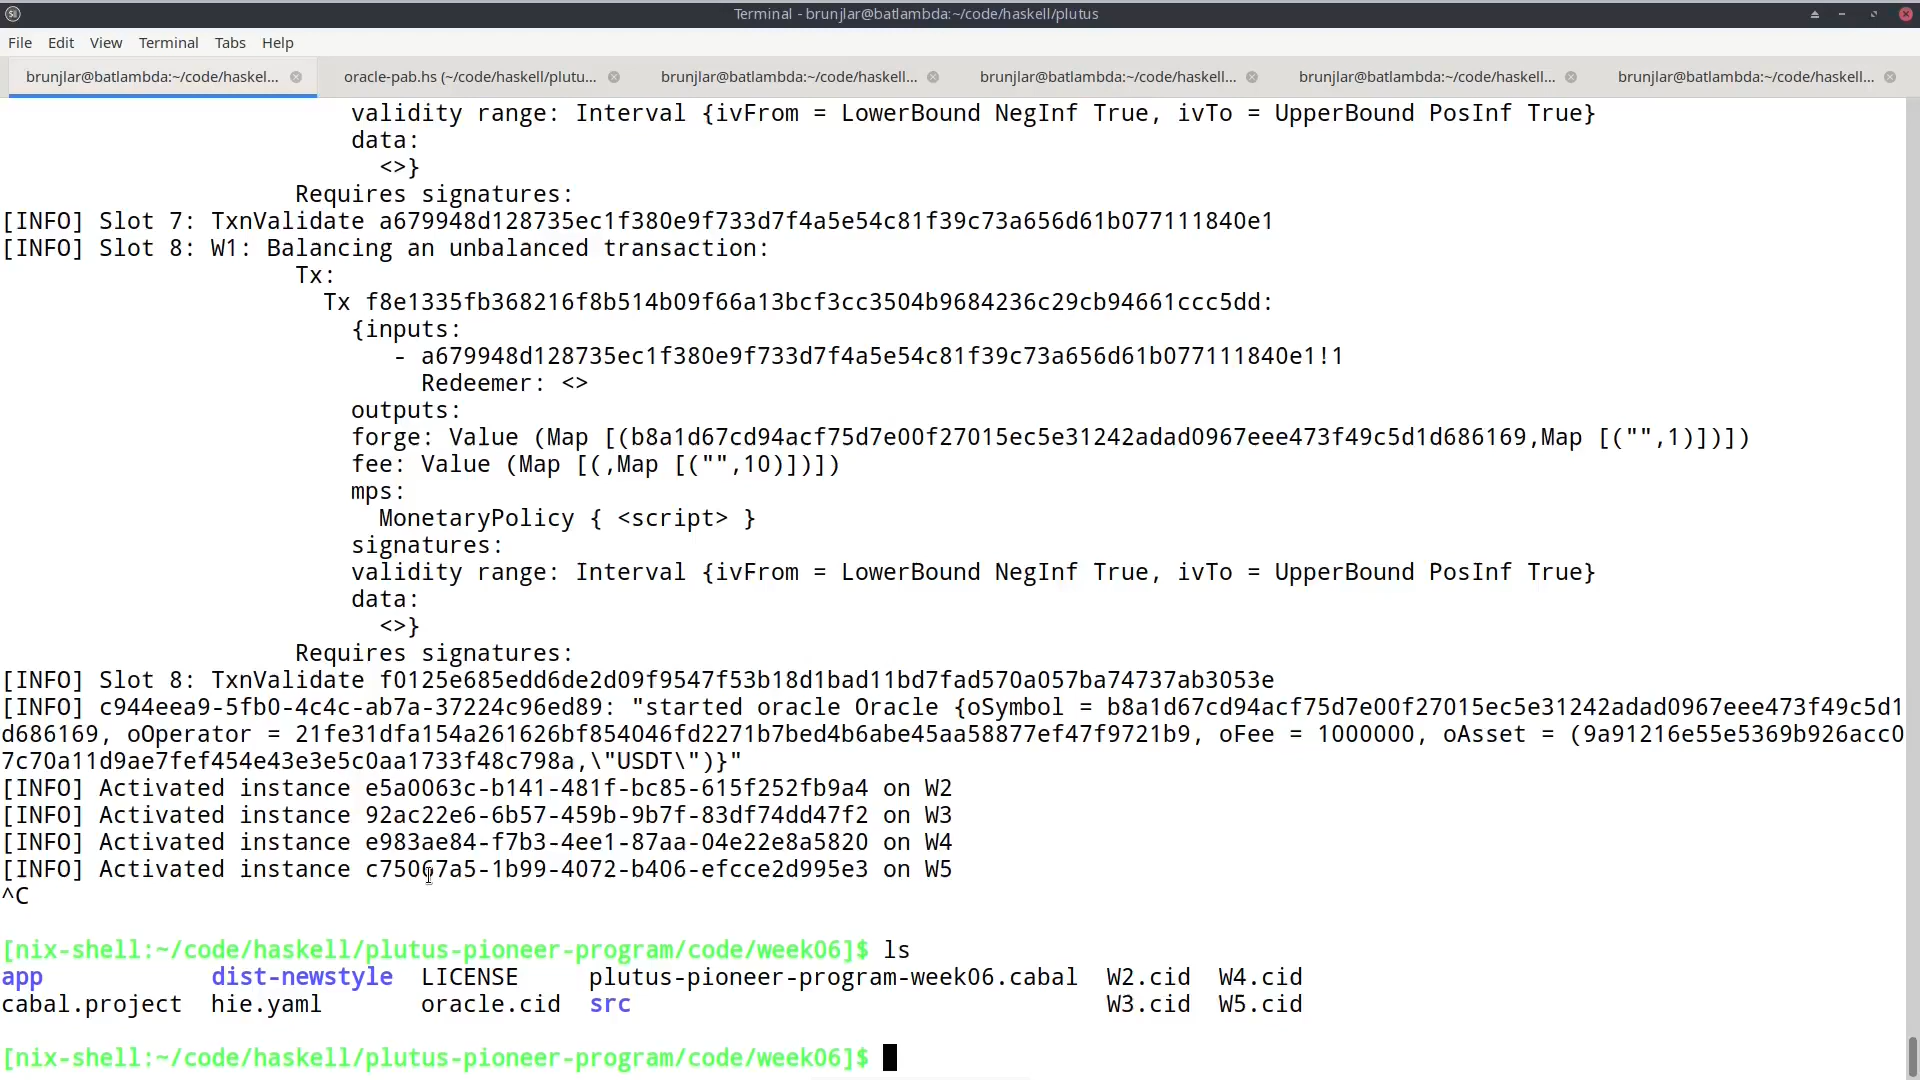 Terminal - brunjlar@batlambda:~/code/haskell/plutus
File Edit View Terminal Tabs Help
brunjlar@batlambda:~/code/haskel... oracle-pab.hs (~/code/haskell/plutu... brunjlar@batlambda:~/code/haskell... brunjlar@batlambda:~/code/haskell... brunjlar@batlambda:~/code/haskell... brunjlar@batlambda:~/code/haskell...
validity range: Interval {ivFrom = LowerBound NegInf True, ivTo = UpperBound PosInf True}
data:
<>}
Requires signatures:
[INFO] Slot 7: TxnValidate a679948d128735ec1f380e9f733d7f4a5e54c81f39c73a656d61b077111840e1
[INFO] Slot 8: W1: Balancing an unbalanced transaction:
Tx:
Tx f8e1335fb368216f8b514b09f66a13bcf3cc3504b9684236c29cb94661ccc5dd:
{inputs:
- a679948d128735ec1f380e9f733d7f4a5e54c81f39c73a656d61b077111840e1!1
Redeemer: <>
outputs:
forge: Value (Map [(b8a1d67cd94acf75d7e00f27015ec5e31242adad0967eee473f49c5d1d686169,Map [("",1)])])
fee: Value (Map [(,Map [("",10)])])
mps:
MonetaryPolicy { <script> }
signatures:
validity range: Interval {ivFrom = LowerBound NegInf True, ivTo = UpperBound PosInf True}
data:
<>}
Requires signatures:
[INFO] Slot 8: TxnValidate f0125e685edd6de2d09f9547f53b18d1bad11bd7fad570a057ba74737ab3053e
[INFO] c944eea9-5fb0-4c4c-ab7a-37224c96ed89: "started oracle Oracle {oSymbol = b8a1d67cd94acf75d7e00f27015ec5e31242adad0967eee473f49c5d1
d686169, oOperator = 21fe31dfa154a261626bf854046fd2271b7bed4b6abe45aa58877ef47f9721b9, oFee = 1000000, oAsset = (9a91216e55e5369b926acc0
7c70a11d9ae7fef454e43e3e5c0aa1733f48c798a,\"USDT\")}"
[INFO] Activated instance e5a0063c-b141-481f-bc85-615f252fb9a4 on W2
[INFO] Activated instance 92ac22e6-6b57-459b-9b7f-83df74dd47f2 on W3
[INFO] Activated instance e983ae84-f7b3-4ee1-87aa-04e22e8a5820 on W4
[INFO] Activated instance c75067a5-1b99-4072-b406-efcce2d995e3 on W5
^C
[nix-shell:~/code/haskell/plutus-pioneer-program/code/week06]$ ls
app dist-newstyle LICENSE plutus-pioneer-program-week06.cabal W2.cid W4.cid
cabal.project hie.yaml oracle.cid src W3.cid W5.cid
[nix-shell:~/code/haskell/plutus-pioneer-program/code/week06]$